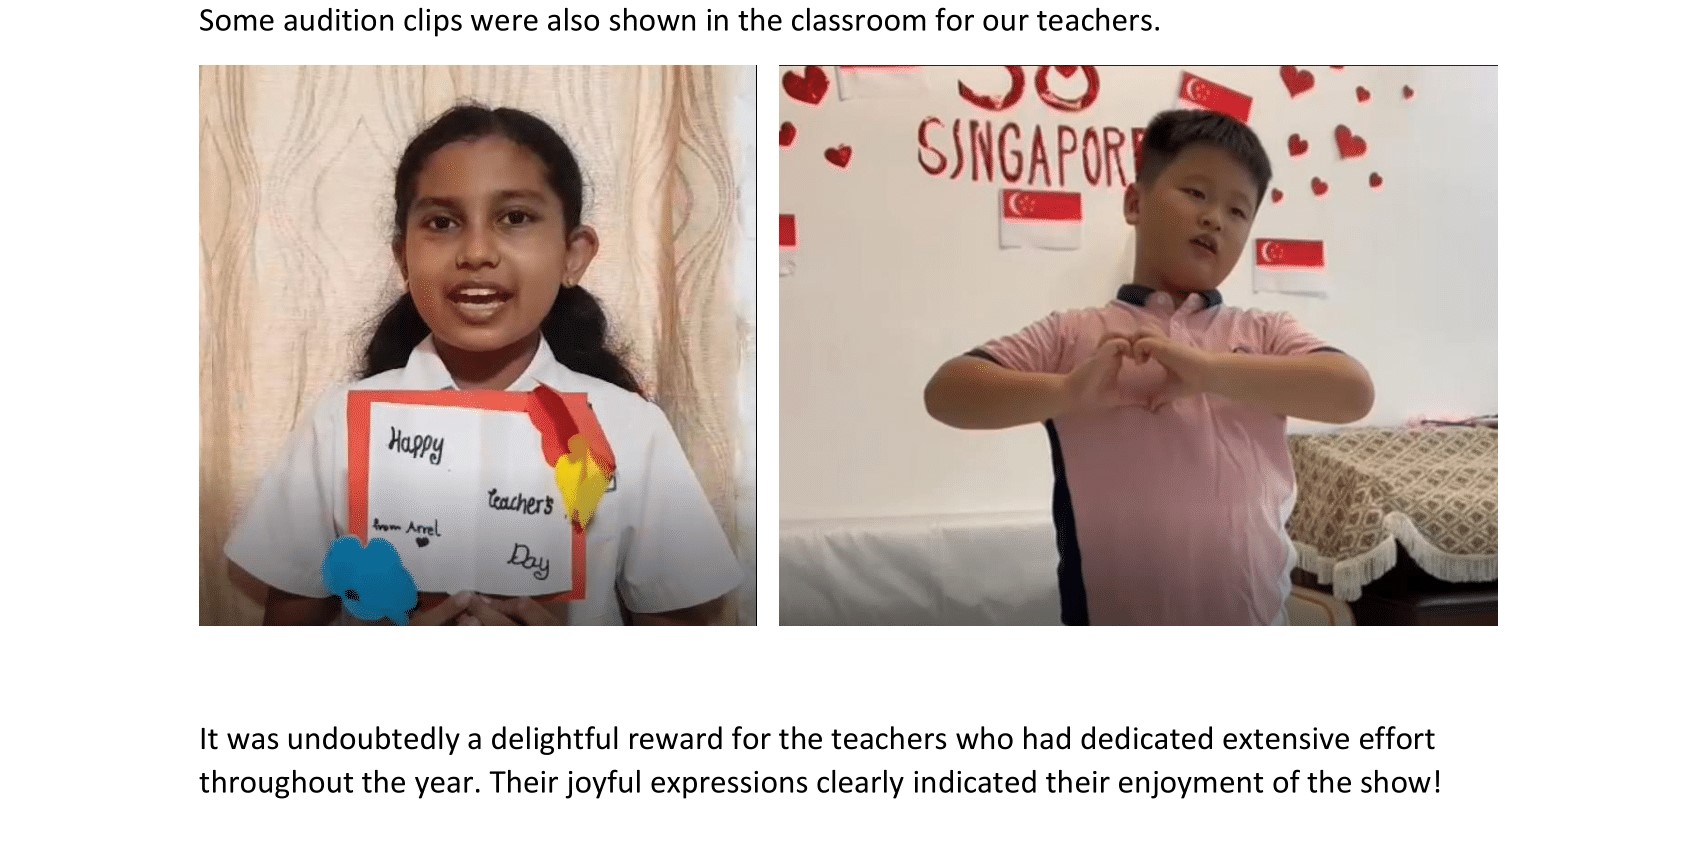 Some audition clips were also shown in the classroom for our teachers.
Happy
teacher's
from Arrel
Day
58
SINGAPORE
It was undoubtedly a delightful reward for the teachers who had dedicated extensive effort
throughout the year. Their joyful expressions clearly indicated their enjoyment of the show!